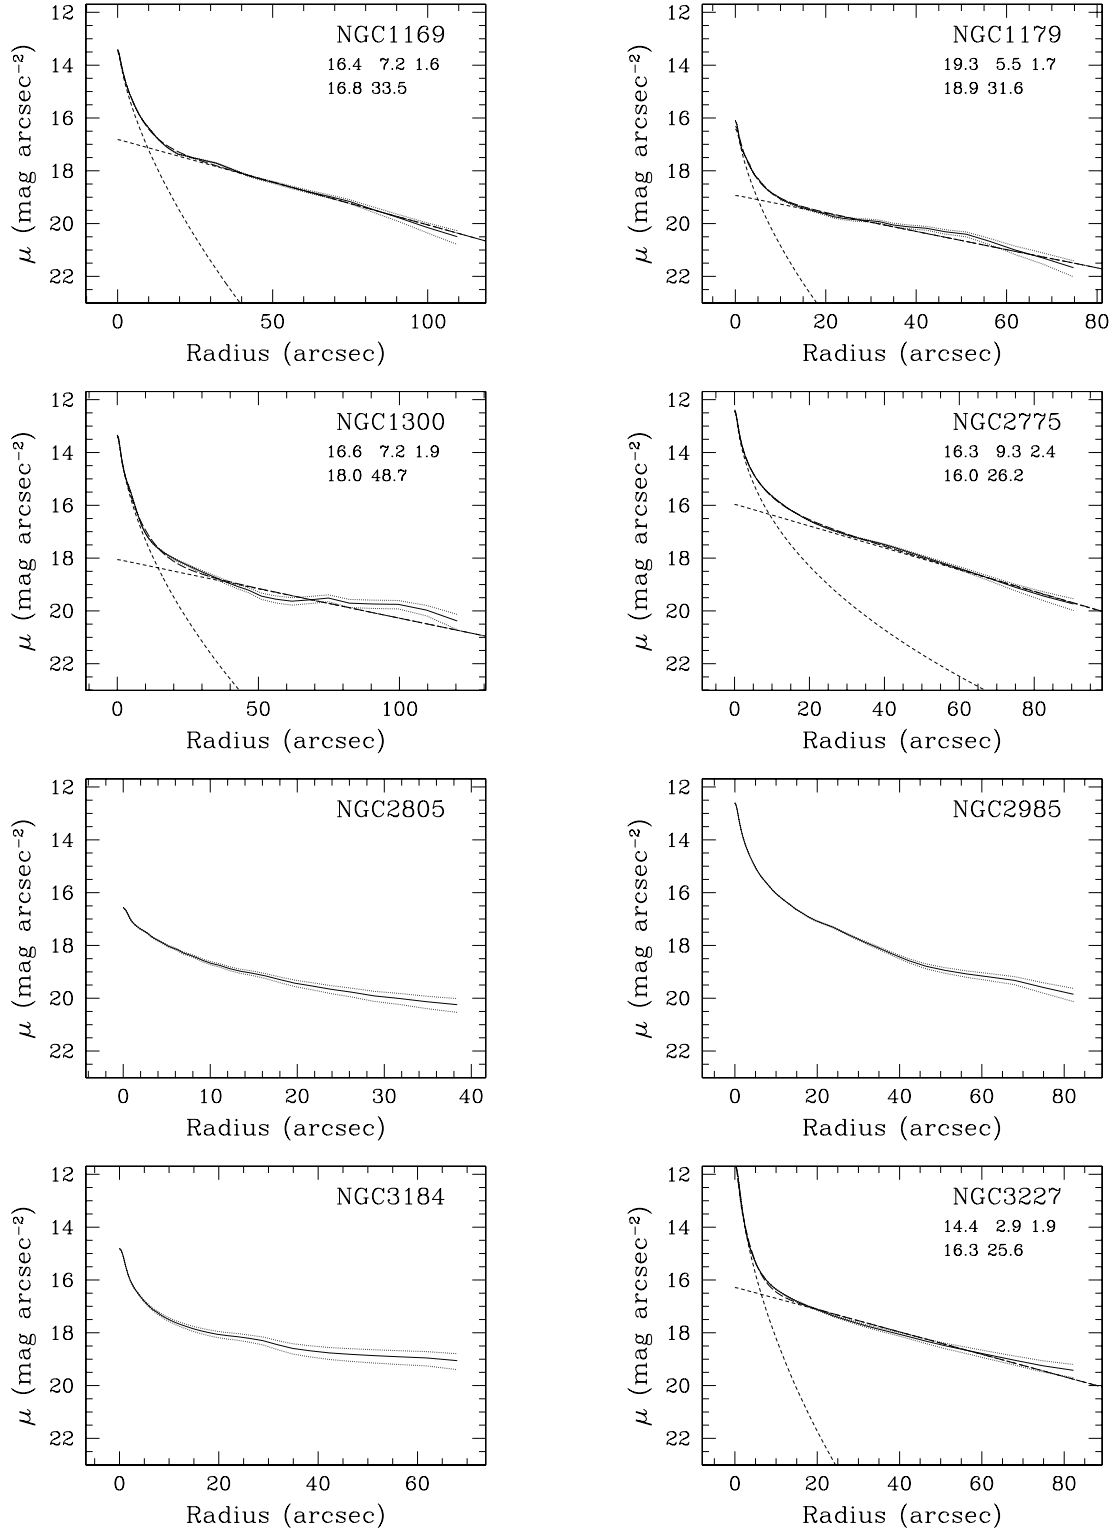 NGC1169
16.4 7.2 1.6
16.8 33.5
12
14
16
18
20
22
μ (mag arcsec⁻²)
0 50 100
Radius (arcsec)
NGC1179
19.3 5.5 1.7
18.9 31.6
12
14
16
18
20
22
μ (mag arcsec⁻²)
0 20 40 60 80
Radius (arcsec)
NGC1300
16.6 7.2 1.9
18.0 48.7
12
14
16
18
20
22
μ (mag arcsec⁻²)
0 50 100
Radius (arcsec)
NGC2775
16.3 9.3 2.4
16.0 26.2
12
14
16
18
20
22
μ (mag arcsec⁻²)
0 20 40 60 80
Radius (arcsec)
NGC2805
12
14
16
18
20
22
μ (mag arcsec⁻²)
0 10 20 30 40
Radius (arcsec)
NGC2985
12
14
16
18
20
22
μ (mag arcsec⁻²)
0 20 40 60 80
Radius (arcsec)
NGC3184
12
14
16
18
20
22
μ (mag arcsec⁻²)
0 20 40 60
Radius (arcsec)
NGC3227
14.4 2.9 1.9
16.3 25.6
12
14
16
18
20
22
μ (mag arcsec⁻²)
0 20 40 60 80
Radius (arcsec)